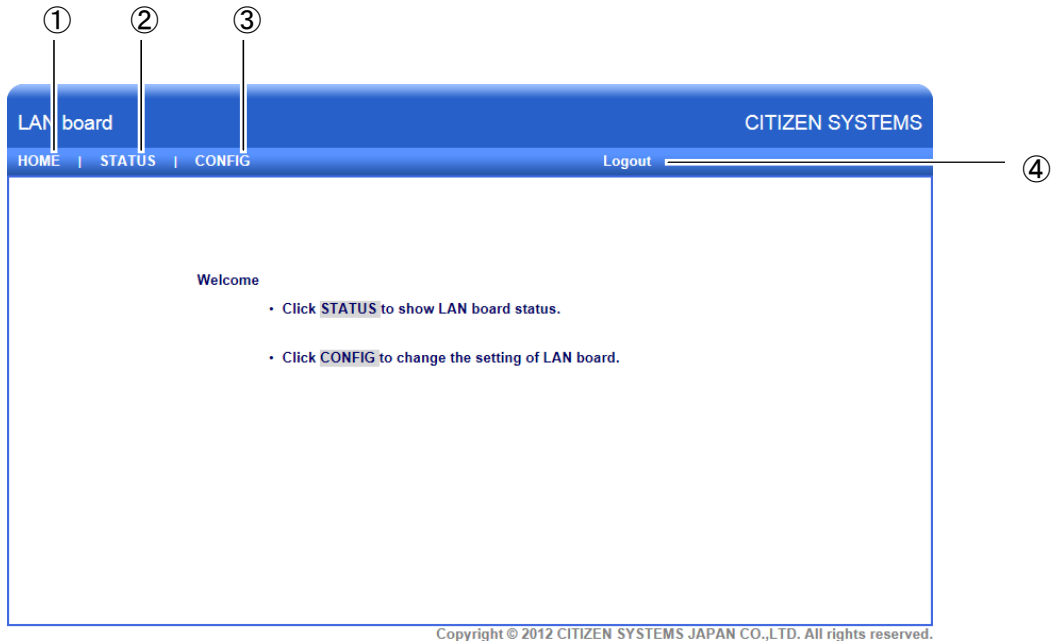 ① ② ③
LAN board CITIZEN SYSTEMS
HOME | STATUS | CONFIG Logout ④
Welcome
• Click STATUS to show LAN board status.
• Click CONFIG to change the setting of LAN board.
Copyright © 2012 CITIZEN SYSTEMS JAPAN CO.,LTD. All rights reserved.